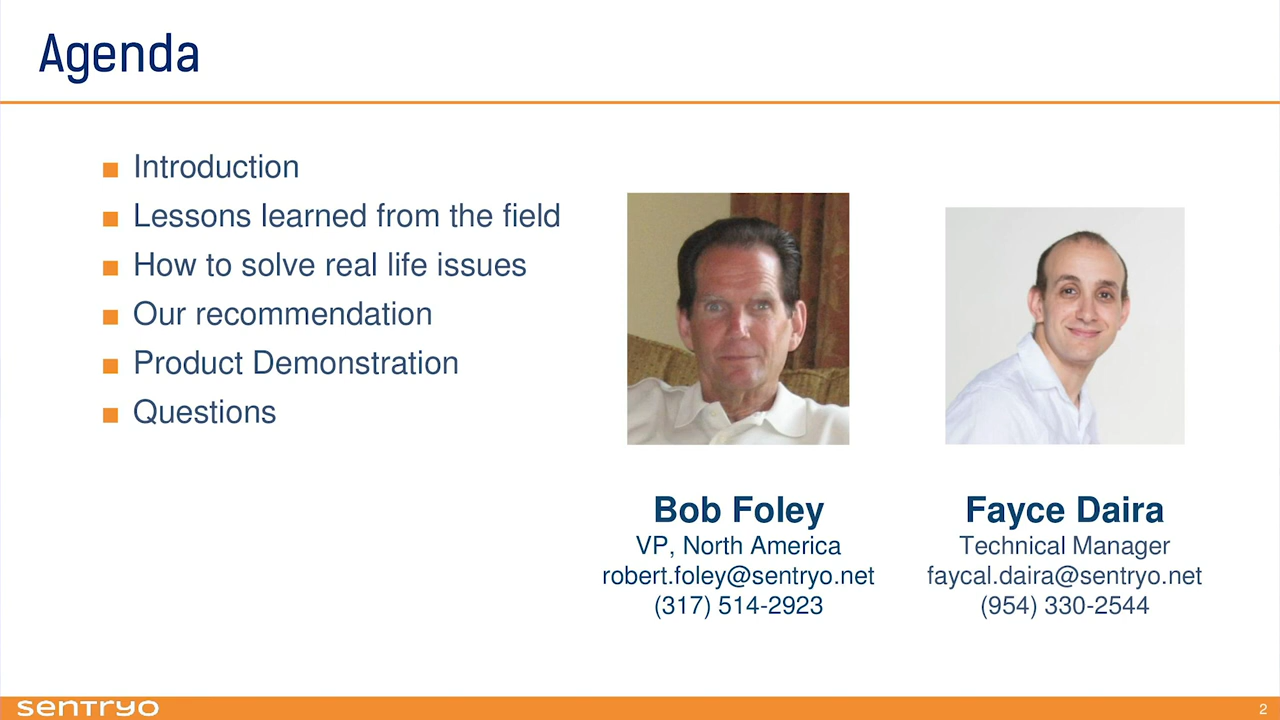 Agenda
Introduction
Lessons learned from the field
How to solve real life issues
Our recommendation
Product Demonstration
Questions
Bob Foley
VP, North America
robert.foley@sentryo.net
(317) 514-2923
Fayce Daira
Technical Manager
faycal.daira@sentryo.net
(954) 330-2544
sentryo
2